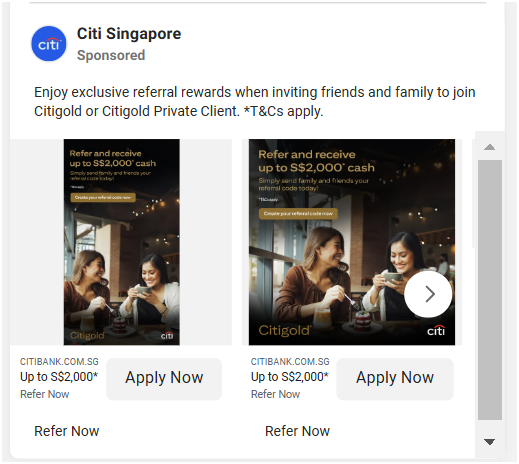 citi
Citi Singapore
Sponsored
Enjoy exclusive referral rewards when inviting friends and family to join
Citigold or Citigold Private Client. *T&Cs apply.
Refer and receive
up to S$2,000* cash
Simply send family and friends your
referral code today!
*T&Cs apply
Create your referral code now
Citigold®
citi
CITIBANK.COM.SG
Up to S$2,000*
Refer Now
Apply Now
Refer Now
Refer and receive
up to S$2,000* cash
Simply send family and friends your
referral code today!
*T&Cs apply
Create your referral code now
Citigold®
citi
CITIBANK.COM.SG
Up to S$2,000*
Refer Now
Apply Now
Refer Now